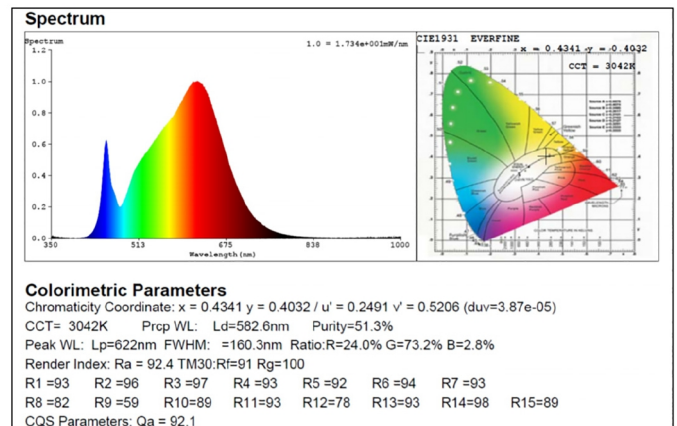 Spectrum
Spectrum
1.0 = 1.734e+001mW/nm
1.2
1.0
0.8
0.6
0.4
0.2
0.0
350 513 675 838 1000
Wavelength(nm)
CIE1931 EVERFINE
x = 0.4341 y = 0.4032
CCT = 3042K
Colorimetric Parameters
Chromaticity Coordinate: x = 0.4341 y = 0.4032 / u' = 0.2491 v' = 0.5206 (duv=3.87e-05)
CCT= 3042K Prcp WL: Ld=582.6nm Purity=51.3%
Peak WL: Lp=622nm FWHM: =160.3nm Ratio:R=24.0% G=73.2% B=2.8%
Render Index: Ra = 92.4 TM30:Rf=91 Rg=100
R1 =93 R2 =96 R3 =97 R4 =93 R5 =92 R6 =94 R7 =93
R8 =82 R9 =59 R10=89 R11=93 R12=78 R13=93 R14=98 R15=89
CQS Parameters: Qa = 92.1